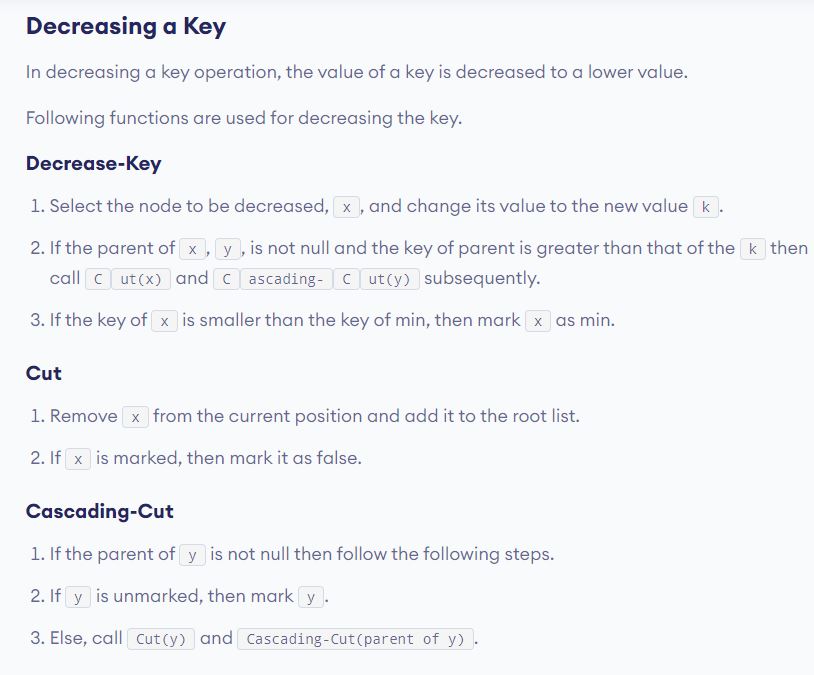 Decreasing a Key
In decreasing a key operation, the value of a key is decreased to a lower value.
Following functions are used for decreasing the key.
Decrease-Key
1. Select the node to be decreased, x , and change its value to the new value k .
2. If the parent of x , y , is not null and the key of parent is greater than that of the k then
call C ut(x) and C ascading- C ut(y) subsequently.
3. If the key of x is smaller than the key of min, then mark x as min.
Cut
1. Remove x from the current position and add it to the root list.
2. If x is marked, then mark it as false.
Cascading-Cut
1. If the parent of y is not null then follow the following steps.
2. If y is unmarked, then mark y .
3. Else, call Cut(y) and Cascading-Cut(parent of y) .